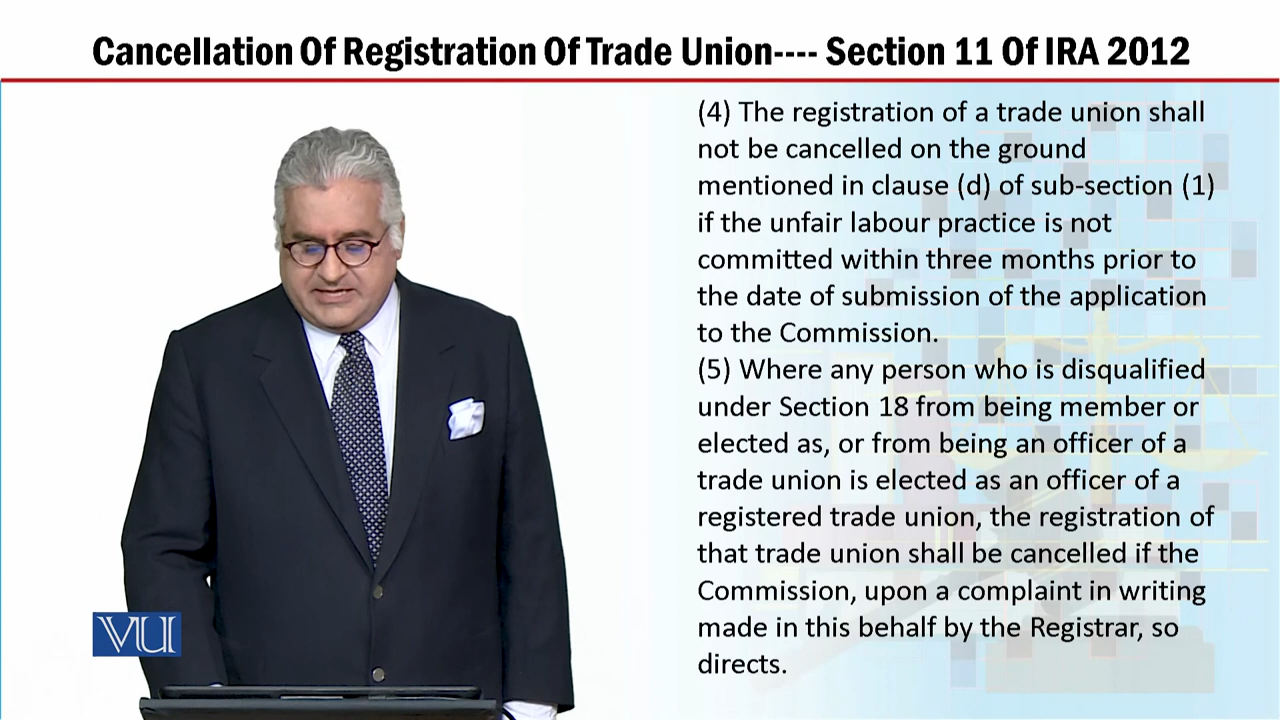 Cancellation Of Registration Of Trade Union---- Section 11 Of IRA 2012
(4) The registration of a trade union shall
not be cancelled on the ground
mentioned in clause (d) of sub-section (1)
if the unfair labour practice is not
committed within three months prior to
the date of submission of the application
to the Commission.
(5) Where any person who is disqualified
under Section 18 from being member or
elected as, or from being an officer of a
trade union is elected as an officer of a
registered trade union, the registration of
that trade union shall be cancelled if the
Commission, upon a complaint in writing
made in this behalf by the Registrar, so
directs.
VU